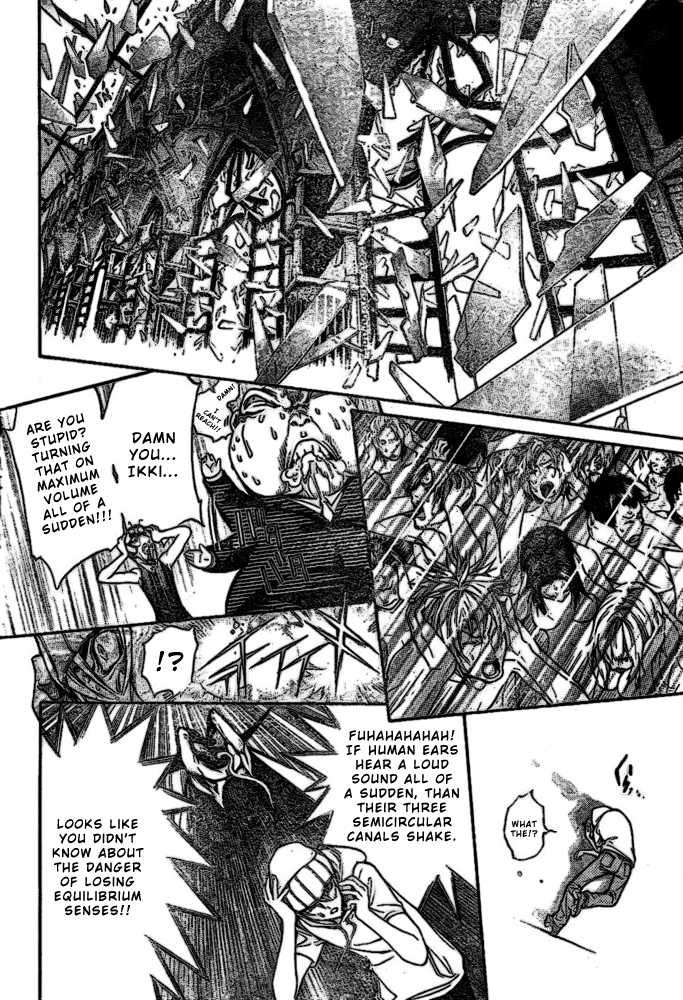 DAMN!
I
CAN'T
REACH!!
DAMN
YOU...
IKKI...
ARE YOU
STUPID?
TURNING
THAT ON
MAXIMUM
VOLUME
ALL OF A
SUDDEN!!!
!?
WHAT
THE!?
FUHAHAHAHAH!
IF HUMAN EARS
HEAR A LOUD
SOUND ALL OF
A SUDDEN, THAN
THEIR THREE
SEMICIRCULAR
CANALS SHAKE.
LOOKS LIKE
YOU DIDN'T
KNOW ABOUT
THE DANGER
OF LOSING
EQUILIBRIUM
SENSES!!